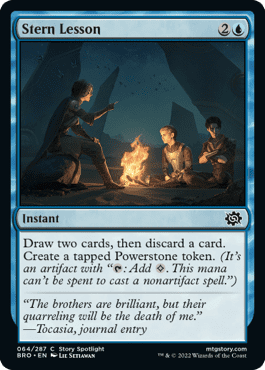 Stern Lesson 2
Instant
Draw two cards, then discard a card.
Create a tapped Powerstone token. (It's
an artifact with “: Add . This mana
can't be spent to cast a nonartifact spell.”)
“The brothers are brilliant, but their
quarreling will be the death of me.”
—Tocasia, journal entry
064/287 C Story Spotlight
BRO • EN Lie Setiawan
mtgstory.com
™ & © 2022 Wizards of the Coast